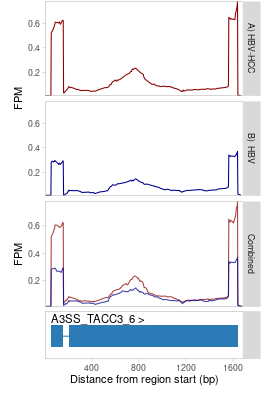 0.6
0.4
0.2
A) HBV-HCC
FPM
0.6
0.4
0.2
B) HBV
0.6
0.4
0.2
Combined
FPM
A3SS_TACC3_6 >
400 800 1200 1600
Distance from region start (bp)